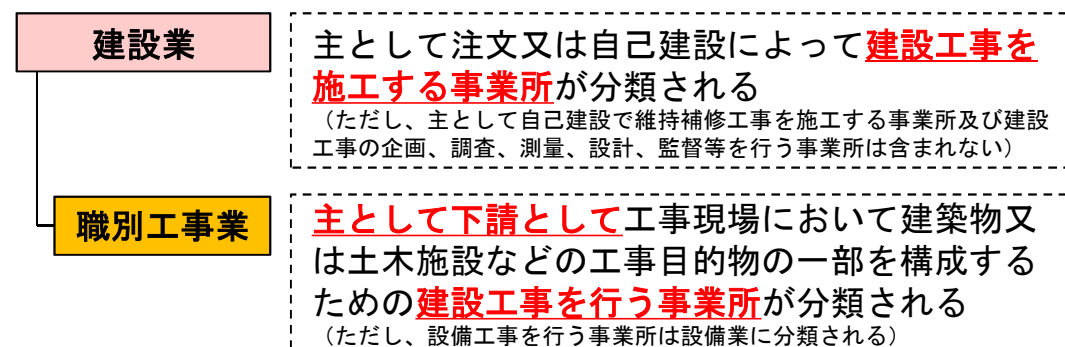 建設業
主として注文又は自己建設によって建設工事を
施工する事業所が分類される
（ただし、主として自己建設で維持補修工事を施工する事業所及び建設
工事の企画、調査、測量、設計、監督等を行う事業所は含まれない）
職別工事業
主として下請として工事現場において建築物又
は土木施設などの工事目的物の一部を構成する
ための建設工事を行う事業所が分類される
（ただし、設備工事を行う事業所は設備業に分類される）